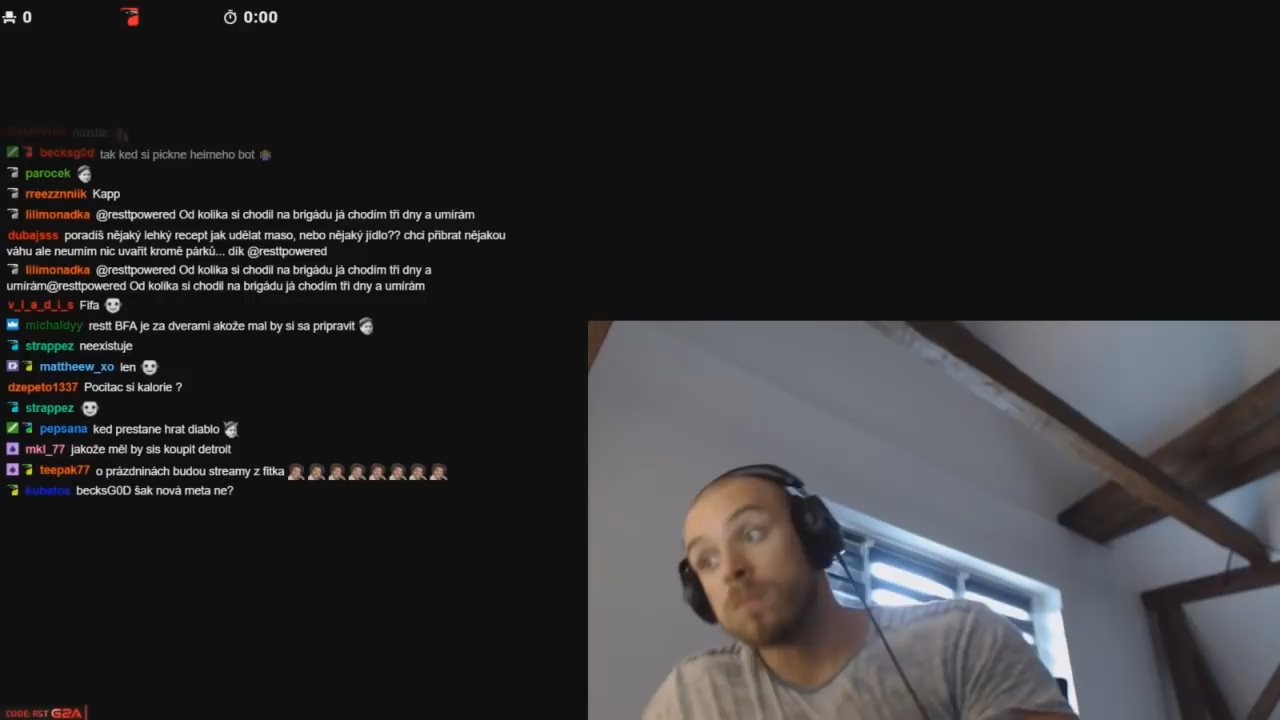 0
0:00
nazdar
becksg0d tak ked si pickne heimeho bot
parocek
rreezznniik Kapp
lilimonadka @resttpowered Od kolika si chodil na brigádu já chodím tři dny a umírám
dubajsss poradíš nějaký lehký recept jak udělat maso, nebo nějaký jídlo?? chci přibrat nějakou
váhu ale neumím nic uvařit kromě párků... dík @resttpowered
lilimonadka @resttpowered Od kolika si chodil na brigádu já chodím tři dny a
umírám@resttpowered Od kolika si chodil na brigádu já chodím tři dny a umírám
v_i_a_d_i_s Fifa
michaldyy restt BFA je za dverami akože mal by si sa pripravit
strappez neexistuje
mattheew_xo len
dzepeto1337 Pocitac si kalorie ?
strappez
pepsana ked prestane hrat diablo
mkl_77 jakože měl by sis koupit detroit
teepak77 o prázdninách budou streamy z fitka
kubatos becksG0D šak nová meta ne?
CODE: RST G2A